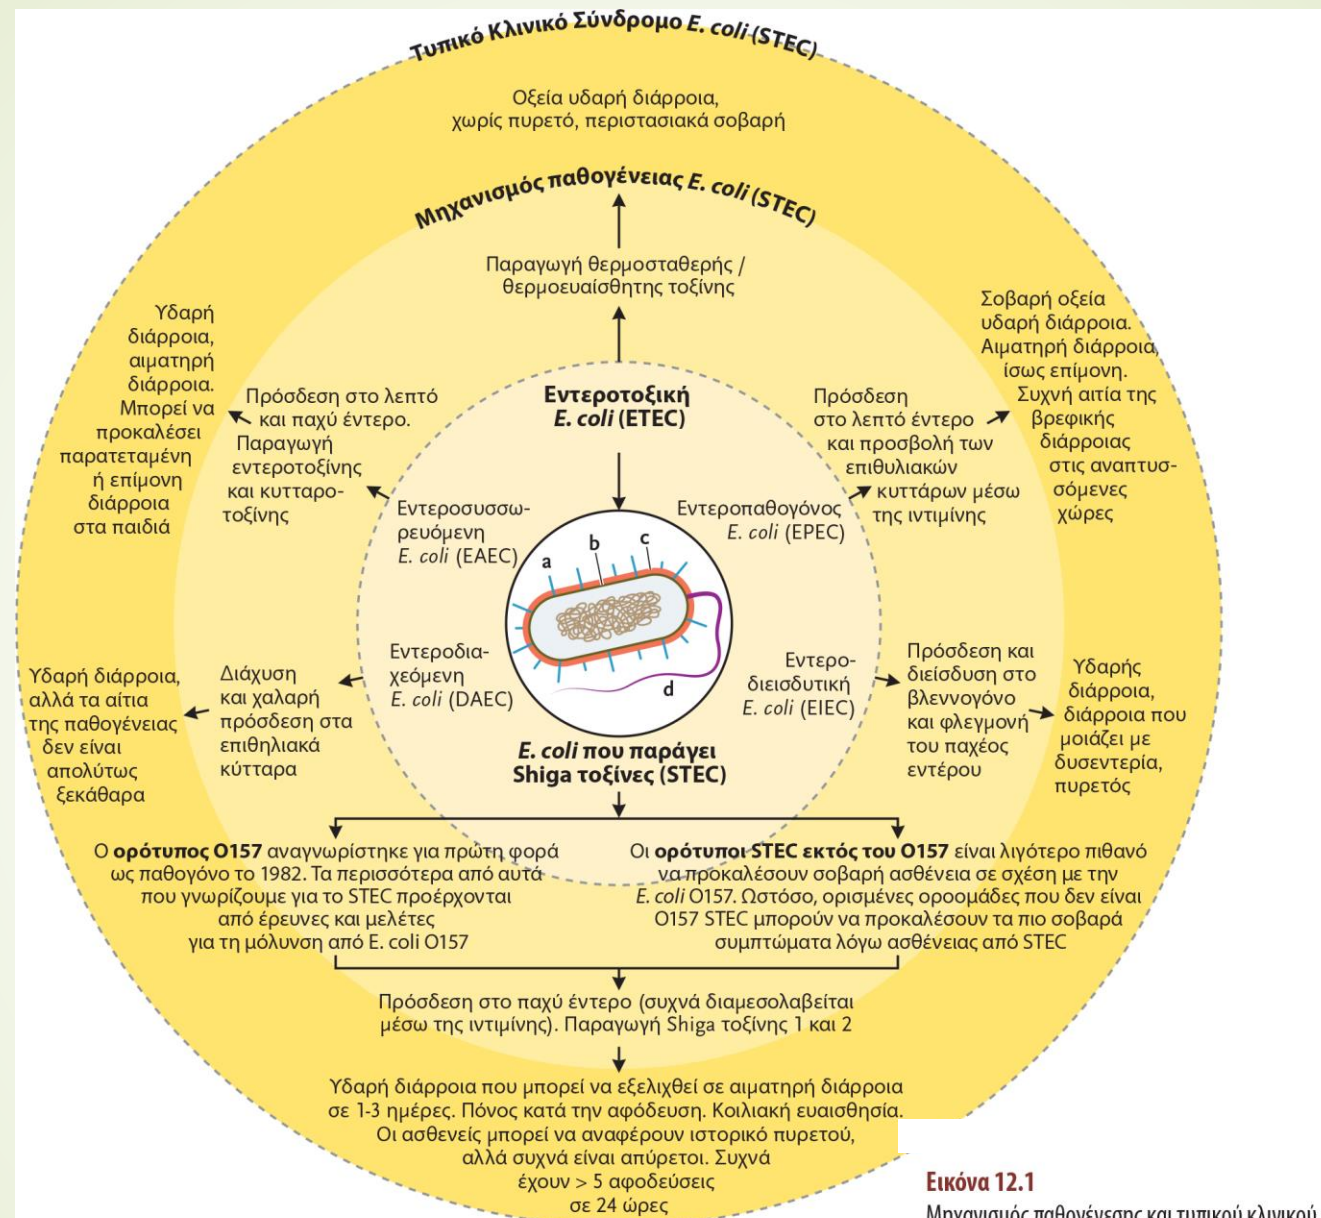 Τυπικό Κλινικό Σύνδρομο E. coli (STEC)
Οξεία υδαρή διάρροια,
χωρίς πυρετό, περιστασιακά σοβαρή
Μηχανισμός παθογένειας E. coli (STEC)
Παραγωγή θερμοσταθερής /
θερμοευαίσθητης τοξίνης
Εντεροτοξική
E. coli (ETEC)
Υδαρή
διάρροια,
αιματηρή
διάρροια.
Μπορεί να
προκαλέσει
παρατεταμένη
ή επίμονη
διάρροια
στα παιδιά
Πρόσδεση στο λεπτό
και παχύ έντερο.
Παραγωγή
εντεροτοξίνης
και κυτταρο-
τοξίνης
Εντεροσυσσω-
ρευόμενη
E. coli (EAEC)
Εντεροπαθογόνος
E. coli (EPEC)
Πρόσδεση
στο λεπτό έντερο
και προσβολή των
επιθυλιακών
κυττάρων μέσω
της ιντιμίνης
Σοβαρή οξεία
υδαρή διάρροια.
Αιματηρή διάρροια,
ίσως επίμονη.
Συχνή αιτία της
βρεφικής
διάρροιας
στις αναπτυσ-
σόμενες
χώρες
a
b
c
d
Υδαρή διάρροια,
αλλά τα αίτια
της παθογένειας
δεν είναι
απολύτως
ξεκάθαρα
Διάχυση
και χαλαρή
πρόσδεση στα
επιθηλιακά
κύτταρα
Εντεροδια-
χεόμενη
E. coli (DAEC)
Εντερο-
διεισδυτική
E. coli (EIEC)
Πρόσδεση και
διείσδυση στο
βλεννογόνο
και φλεγμονή
του παχέος
εντέρου
Υδαρής
διάρροια,
διάρροια που
μοιάζει με
δυσεντερία,
πυρετός
E. coli που παράγει
Shiga τοξίνες (STEC)
Ο ορότυπος Ο157 αναγνωρίστηκε για πρώτη φορά
ως παθογόνο το 1982. Τα περισσότερα από αυτά
που γνωρίζουμε για το STEC προέρχονται
από έρευνες και μελέτες
για τη μόλυνση από E. coli O157
Οι ορότυποι STEC εκτός του Ο157 είναι λιγότερο πιθανό
να προκαλέσουν σοβαρή ασθένεια σε σχέση με την
E. coli O157. Ωστόσο, ορισμένες οροομάδες που δεν είναι
O157 STEC μπορούν να προκαλέσουν τα πιο σοβαρά
συμπτώματα λόγω ασθένειας από STEC
Πρόσδεση στο παχύ έντερο (συχνά διαμεσολαβείται
μέσω της ιντιμίνης). Παραγωγή Shiga τοξίνης 1 και 2
Υδαρή διάρροια που μπορεί να εξελιχθεί σε αιματηρή διάρροια
σε 1-3 ημέρες. Πόνος κατά την αφόδευση. Κοιλιακή ευαισθησία.
Οι ασθενείς μπορεί να αναφέρουν ιστορικό πυρετού,
αλλά συχνά είναι απύρετοι. Συχνά
έχουν > 5 αφοδεύσεις
σε 24 ώρες
Εικόνα 12.1
Μηχανισμός παθογένεσης και τυπικού κλινικού